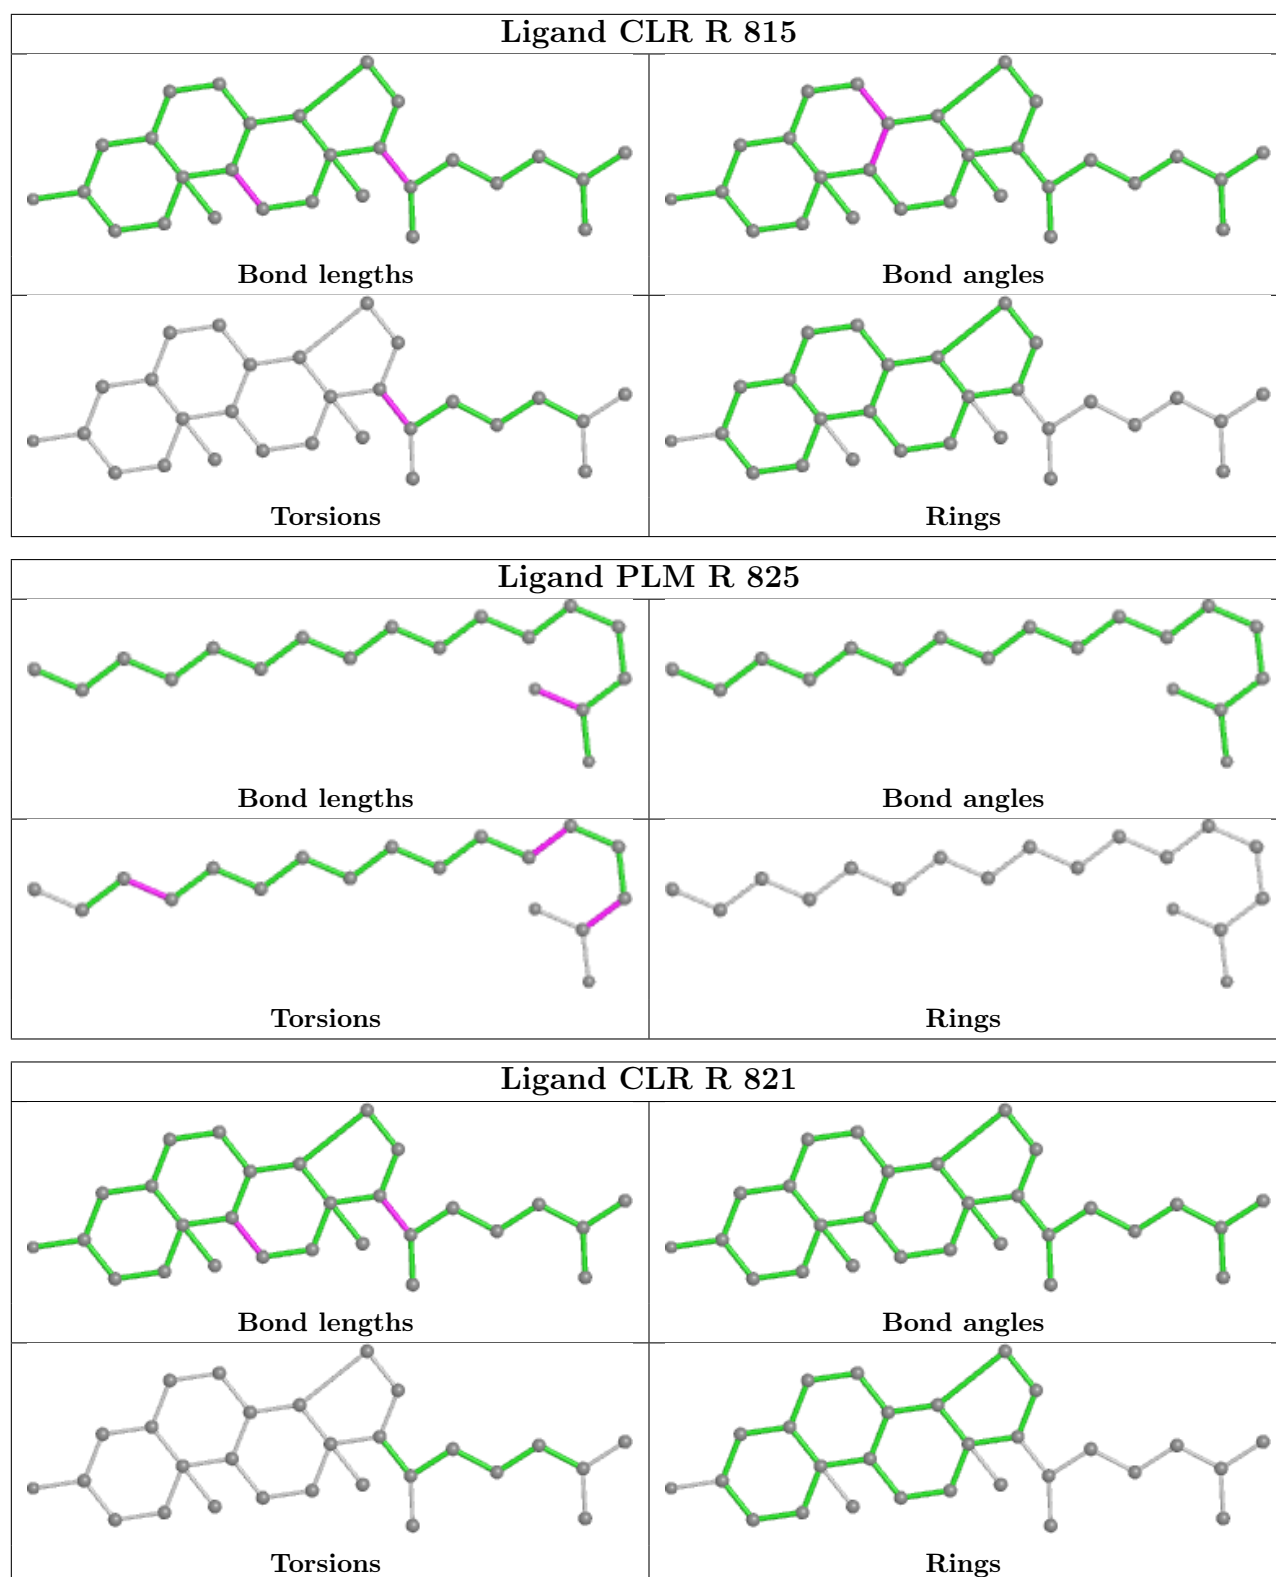 Ligand CLR R 815
Bond lengths
Bond angles
Torsions
Rings
Ligand PLM R 825
Bond lengths
Bond angles
Torsions
Rings
Ligand CLR R 821
Bond lengths
Bond angles
Torsions
Rings